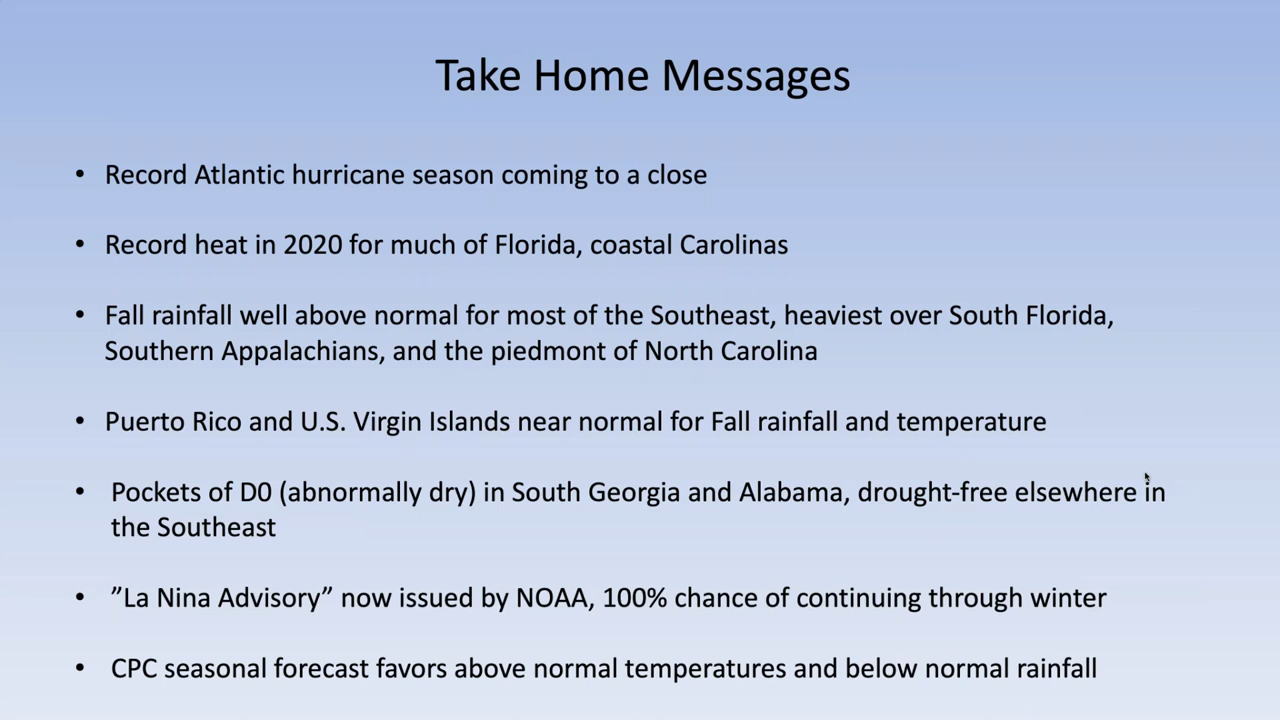 Take Home Messages
• Record Atlantic hurricane season coming to a close
• Record heat in 2020 for much of Florida, coastal Carolinas
• Fall rainfall well above normal for most of the Southeast, heaviest over South Florida,
Southern Appalachians, and the piedmont of North Carolina
• Puerto Rico and U.S. Virgin Islands near normal for Fall rainfall and temperature
• Pockets of D0 (abnormally dry) in South Georgia and Alabama, drought-free elsewhere in
the Southeast
• ”La Nina Advisory” now issued by NOAA, 100% chance of continuing through winter
• CPC seasonal forecast favors above normal temperatures and below normal rainfall